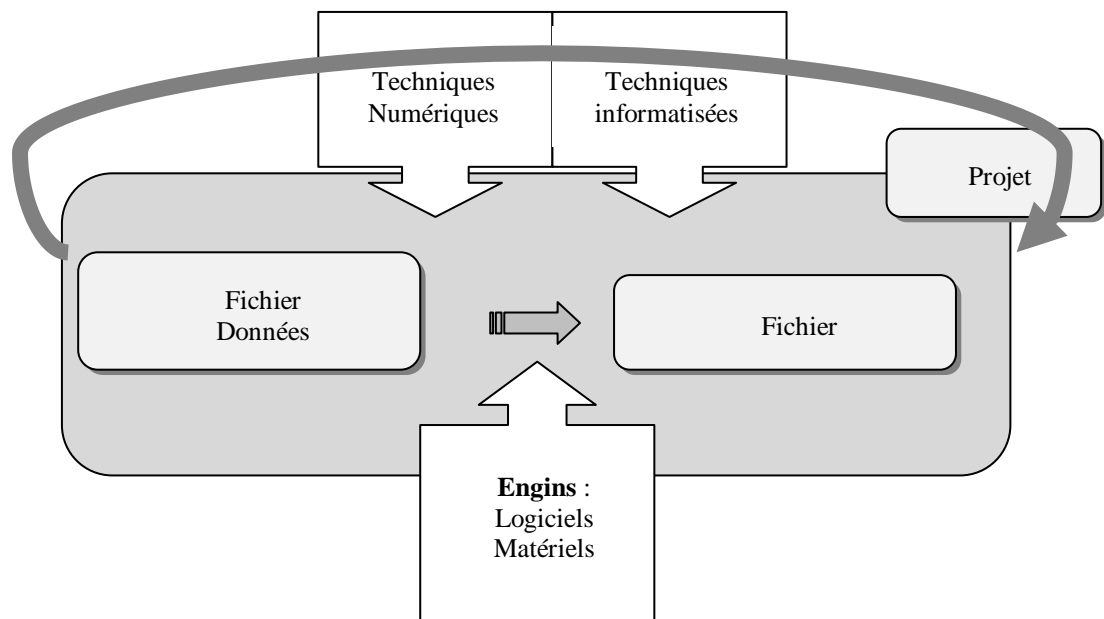 Techniques
Numériques
Techniques
informatisées
Projet
Fichier
Données
Fichier
Engins :
Logiciels
Matériels